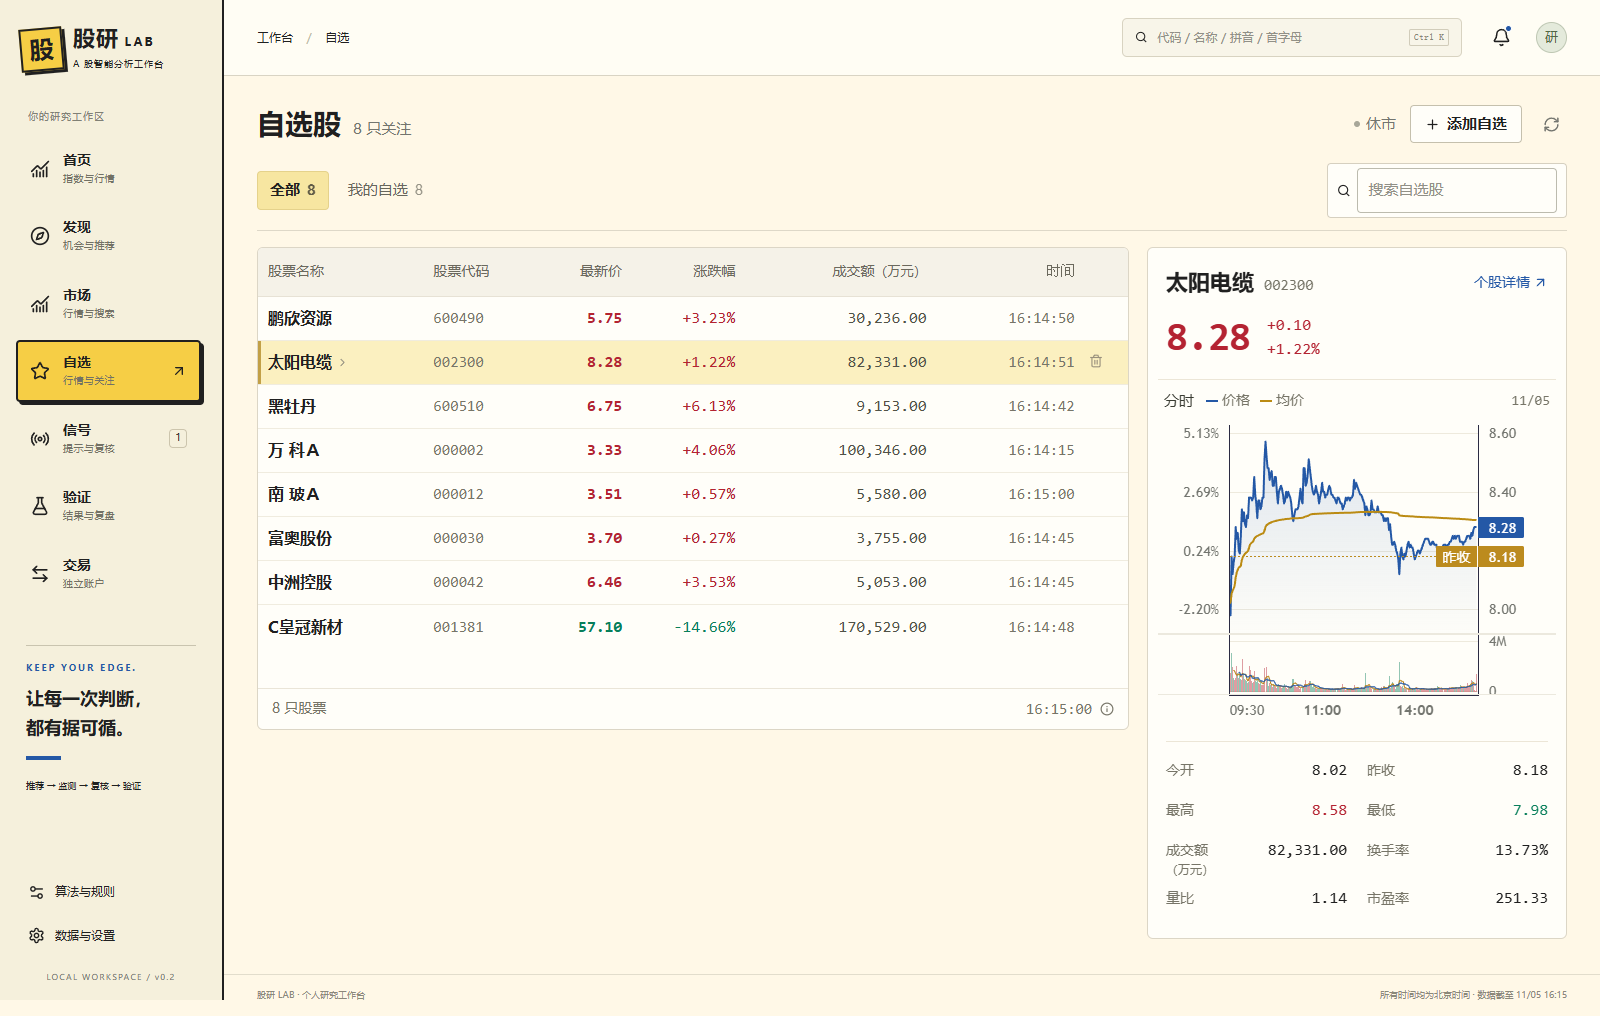 股
股研 LAB
A 股智能分析工作台
你的研究工作区
首页
指数与行情
发现
机会与推荐
市场
行情与搜索
自选
行情与关注
信号
提示与复核
1
验证
结果与复盘
交易
独立账户
KEEP YOUR EDGE.
让每一次判断,
都有据可循。
推荐 → 监测 → 复核 → 验证
算法与规则
数据与设置
LOCAL WORKSPACE / v0.2
工作台 / 自选
代码 / 名称 / 拼音 / 首字母 Ctrl K
研
自选股 8 只关注
休市
+ 添加自选
全部 8 我的自选 8
搜索自选股
股票名称 股票代码 最新价 涨跌幅 成交额 (万元) 时间
鹏欣资源 600490 5.75 +3.23% 30,236.00 16:14:50
太阳电缆 › 002300 8.28 +1.22% 82,331.00 16:14:51
黑牡丹 600510 6.75 +6.13% 9,153.00 16:14:42
万 科A 000002 3.33 +4.06% 100,346.00 16:14:15
南 玻A 000012 3.51 +0.57% 5,580.00 16:15:00
富奥股份 000030 3.70 +0.27% 3,755.00 16:14:45
中洲控股 000042 6.46 +3.53% 5,053.00 16:14:45
C皇冠新材 001381 57.10 -14.66% 170,529.00 16:14:48
8 只股票 16:15:00
太阳电缆 002300 个股详情
8.28
+0.10
+1.22%
分时 价格 均价 11/05
5.13% 8.60
2.69% 8.40
8.28
0.24% 昨收 8.18
-2.20% 8.00
4M
0
09:30 11:00 14:00
今开 8.02 昨收 8.18
最高 8.58 最低 7.98
成交额 82,331.00 换手率 13.73%
(万元)
量比 1.14 市盈率 251.33
股研 LAB · 个人研究工作台
所有时间均为北京时间 · 数据截至 11/05 16:15